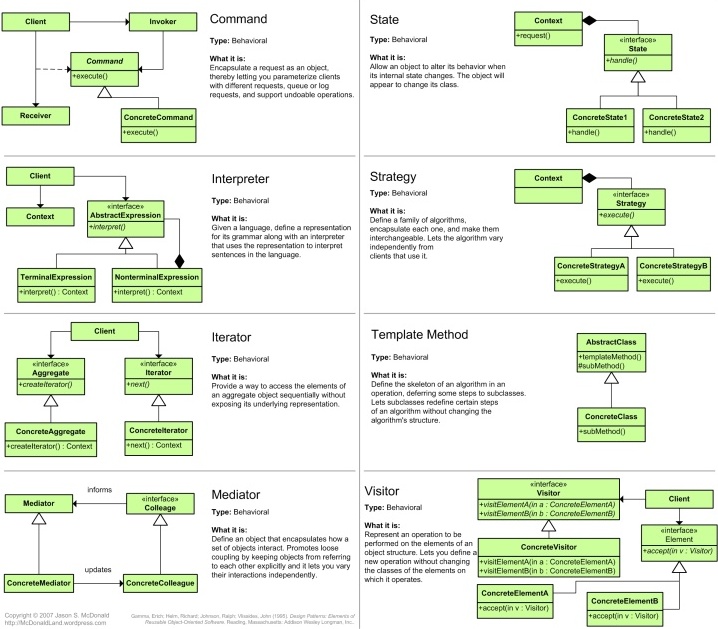 Client
Invoker
Command
+execute()
Receiver
ConcreteCommand
+execute()
Command
Type: Behavioral
What it is:
Encapsulate a request as an object,
thereby letting you parameterize clients
with different requests, queue or log
requests, and support undoable operations.
Client
Context
«interface»
AbstractExpression
+interpret()
TerminalExpression
+interpret() : Context
NonterminalExpression
+interpret() : Context
Interpreter
Type: Behavioral
What it is:
Given a language, define a representation
for its grammar along with an interpreter
that uses the representation to interpret
sentences in the language.
Client
«interface»
Aggregate
+createIterator()
«interface»
Iterator
+next()
ConcreteAggregate
+createIterator() : Context
ConcreteIterator
+next() : Context
Iterator
Type: Behavioral
What it is:
Provide a way to access the elements of
an aggregate object sequentially without
exposing its underlying representation.
informs
Mediator
«interface»
Colleage
updates
ConcreteMediator
ConcreteColleague
Mediator
Type: Behavioral
What it is:
Define an object that encapsulates how a
set of objects interact. Promotes loose
coupling by keeping objects from referring
to each other explicitly and it lets you vary
their interactions independently.
State
Type: Behavioral
What it is:
Allow an object to alter its behavior when
its internal state changes. The object will
appear to change its class.
Context
+request()
«interface»
State
+handle()
ConcreteState1
+handle()
ConcreteState2
+handle()
Strategy
Type: Behavioral
What it is:
Define a family of algorithms,
encapsulate each one, and make them
interchangeable. Lets the algorithm vary
independently from
clients that use it.
Context
«interface»
Strategy
+execute()
ConcreteStrategyA
+execute()
ConcreteStrategyB
+execute()
Template Method
Type: Behavioral
What it is:
Define the skeleton of an algorithm in an
operation, deferring some steps to subclasses.
Lets subclasses redefine certain steps
of an algorithm without changing the
algorithm's structure.
AbstractClass
+templateMethod()
#subMethod()
ConcreteClass
+subMethod()
Visitor
Type: Behavioral
What it is:
Represent an operation to be
performed on the elements of an
object structure. Lets you define a
new operation without changing
the classes of the elements on
which it operates.
«interface»
Visitor
+visitElementA(in a : ConcreteElementA)
+visitElementB(in b : ConcreteElementB)
Client
«interface»
Element
+accept(in v : Visitor)
ConcreteVisitor
+visitElementA(in a : ConcreteElementA)
+visitElementB(in b : ConcreteElementB)
ConcreteElementA
+accept(in v : Visitor)
ConcreteElementB
+accept(in v : Visitor)
Copyright © 2007 Jason S. McDonald
http://McDonaldLand.wordpress.com
Gamma, Erich; Helm, Richard; Johnson, Ralph; Vlissides, John (1995). Design Patterns: Elements of
Reusable Object-Oriented Software. Reading, Massachusetts: Addison Wesley Longman, Inc..